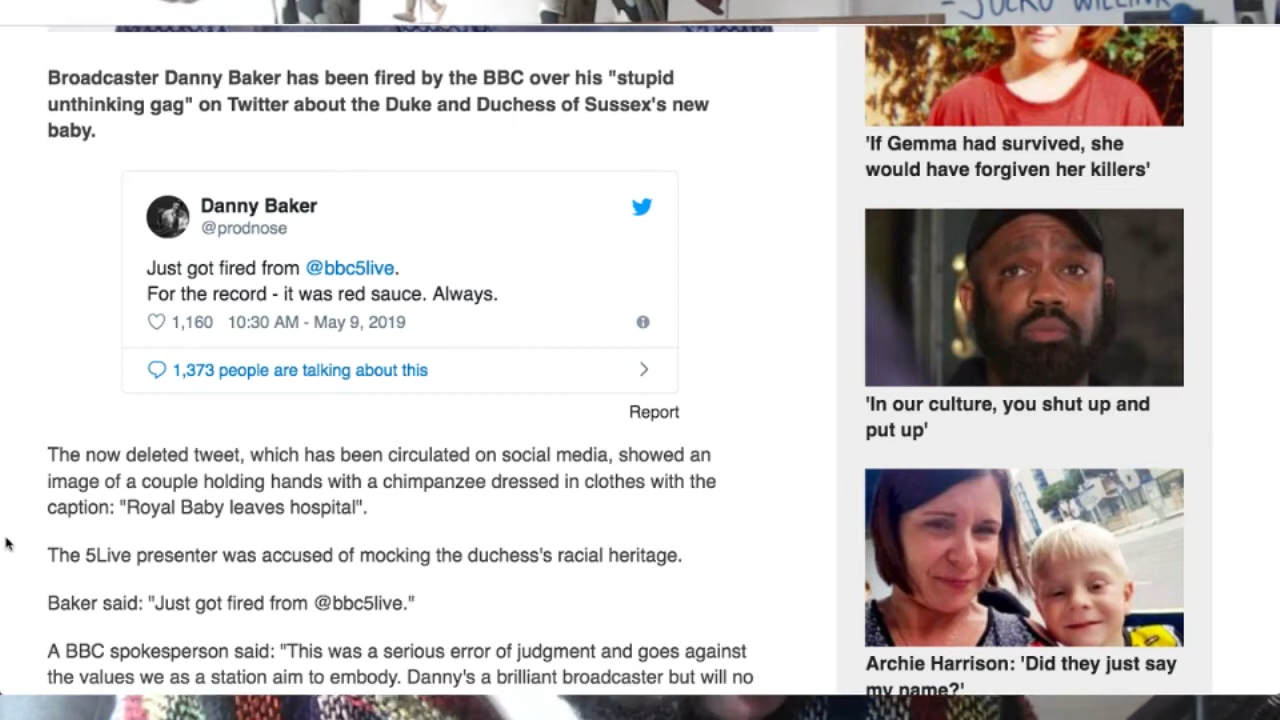 -JOCKO WILLINK
Broadcaster Danny Baker has been fired by the BBC over his "stupid
unthinking gag" on Twitter about the Duke and Duchess of Sussex's new
baby.
Danny Baker
@prodnose
Just got fired from @bbc5live.
For the record - it was red sauce. Always.
1,160 10:30 AM - May 9, 2019
1,373 people are talking about this
Report
The now deleted tweet, which has been circulated on social media, showed an
image of a couple holding hands with a chimpanzee dressed in clothes with the
caption: "Royal Baby leaves hospital".
The 5Live presenter was accused of mocking the duchess's racial heritage.
Baker said: "Just got fired from @bbc5live."
A BBC spokesperson said: "This was a serious error of judgment and goes against
the values we as a station aim to embody. Danny's a brilliant broadcaster but will no
'If Gemma had survived, she
would have forgiven her killers'
'In our culture, you shut up and
put up'
Archie Harrison: 'Did they just say
my name?'